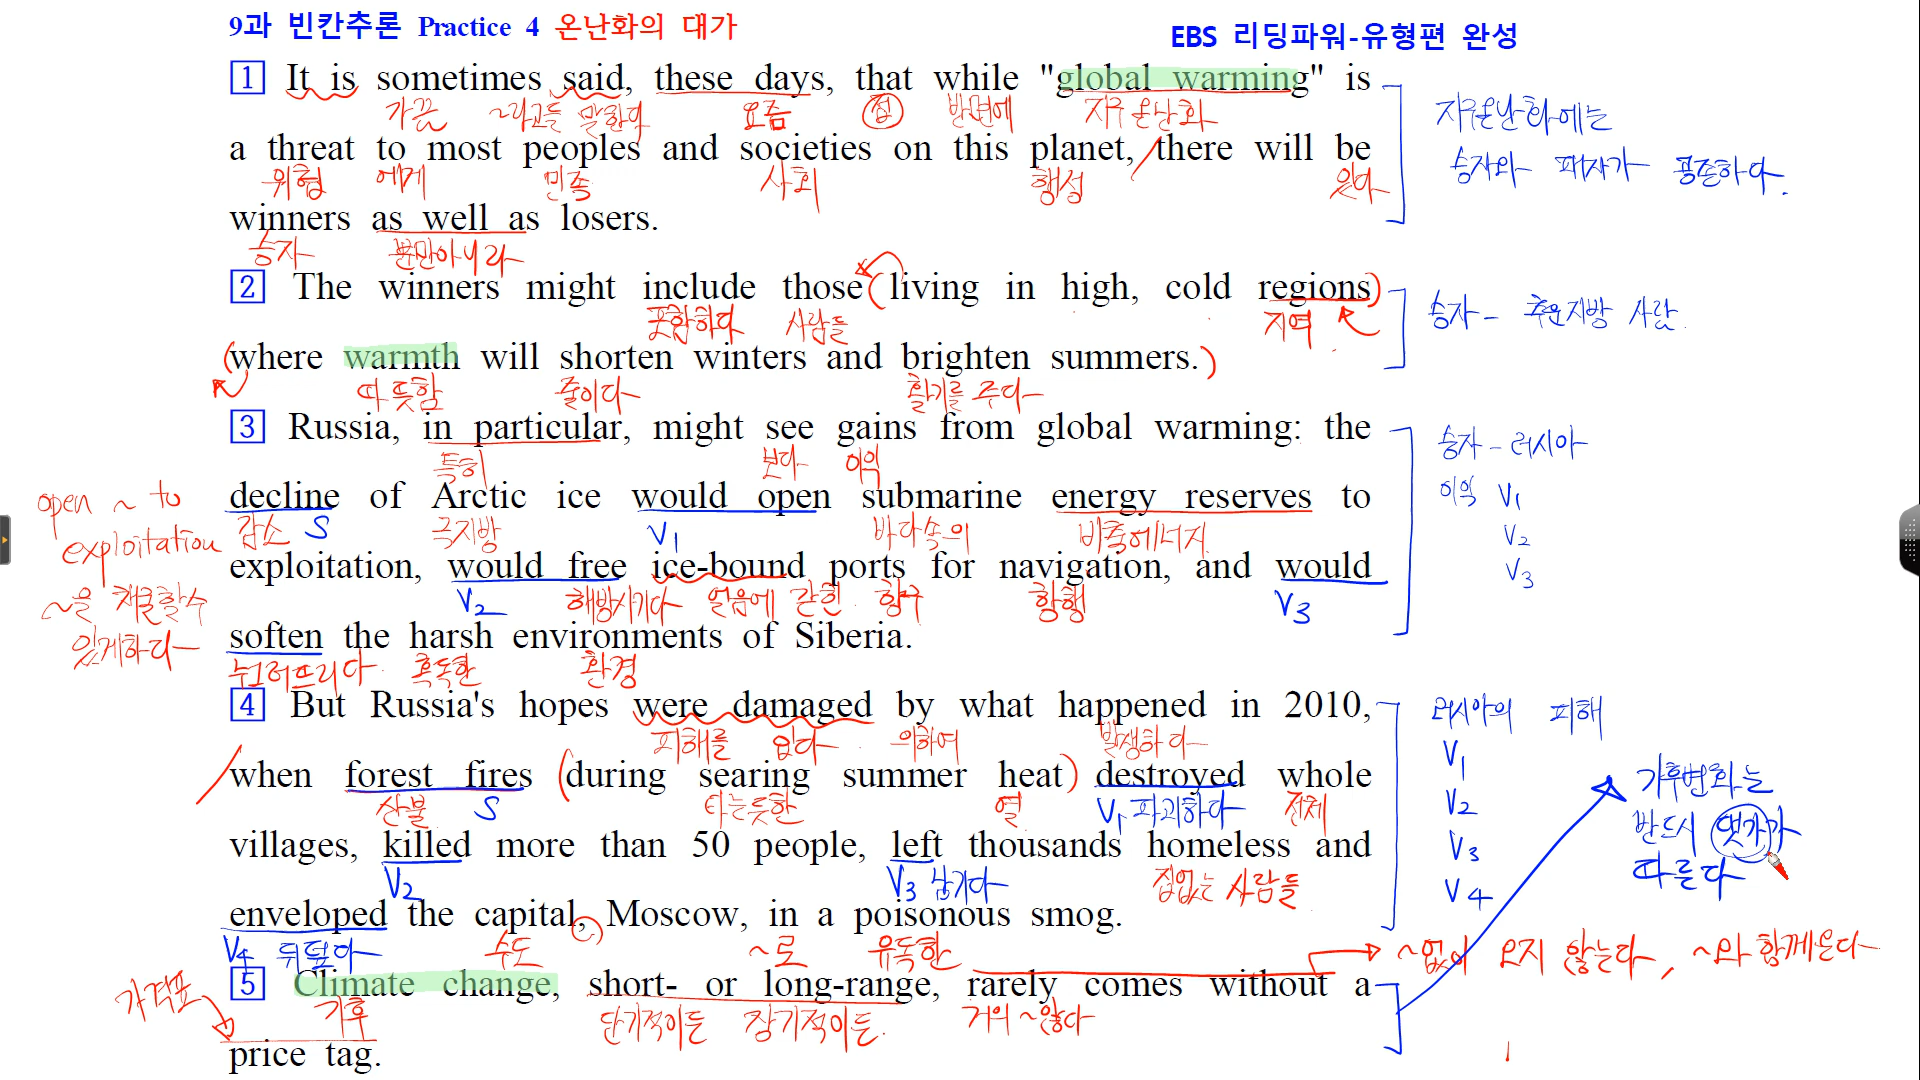 9과 빈칸추론 Practice 4 온난화의 대가
EBS 리딩파워-유형편 완성
1 It is sometimes said, these days, that while "global warming" is
가끔 ~라고들 말한다 요즘 접 반면에 지구온난화
지구온난화에는
승자와 패자가 공존하다.
a threat to most peoples and societies on this planet, there will be
위협 에게 민족 사회 행성 있다
winners as well as losers.
승자 뿐만아니라
2 The winners might include those (living in high, cold regions)
포함하다 사람들 지역
승자 - 추운지방 사람
(where warmth will shorten winters and brighten summers.)
따뜻함 줄이다 활기를 주다
3 Russia, in particular, might see gains from global warming: the
특히 보다 이익
승자 - 러시아
이익 V1
V2
V3
decline of Arctic ice would open submarine energy reserves to
감소 S 극지방 V1 바다속의 비축에너지
open ~ to
exploitation
~을 채굴할수
있게하다
exploitation, would free ice-bound ports for navigation, and would
V2 해방시키다 얼음에 갇힌 항구 항행 V3
soften the harsh environments of Siberia.
누그러뜨리다 혹독한 환경
4 But Russia's hopes were damaged by what happened in 2010,
피해를 입다 의하여 발생하다
러시아의 피해
V1
V2
V3
V4
when forest fires (during searing summer heat) destroyed whole
산불 S 타는듯한 열 V1 파괴하다 전체
기후변화는
반드시 댓가가
따른다
villages, killed more than 50 people, left thousands homeless and
V2 V3 남기다 집없는 사람들
enveloped the capital, Moscow, in a poisonous smog.
V4 뒤덮다 수도 ~로 유독한
~없이 오지 않는다, ~와 함께온다
5 Climate change, short- or long-range, rarely comes without a
가격표 기후 단기적이든 장기적이든 거의 ~않다
price tag.